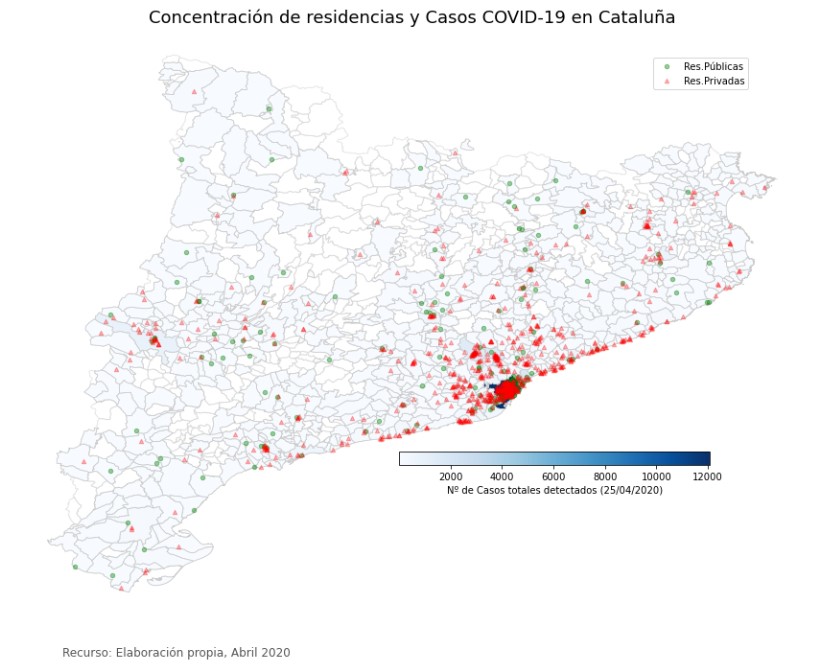 Concentración de residencias y Casos COVID-19 en Cataluña
Res.Públicas
Res.Privadas
2000 4000 6000 8000 10000 12000
Nº de Casos totales detectados (25/04/2020)
Recurso: Elaboración propia, Abril 2020